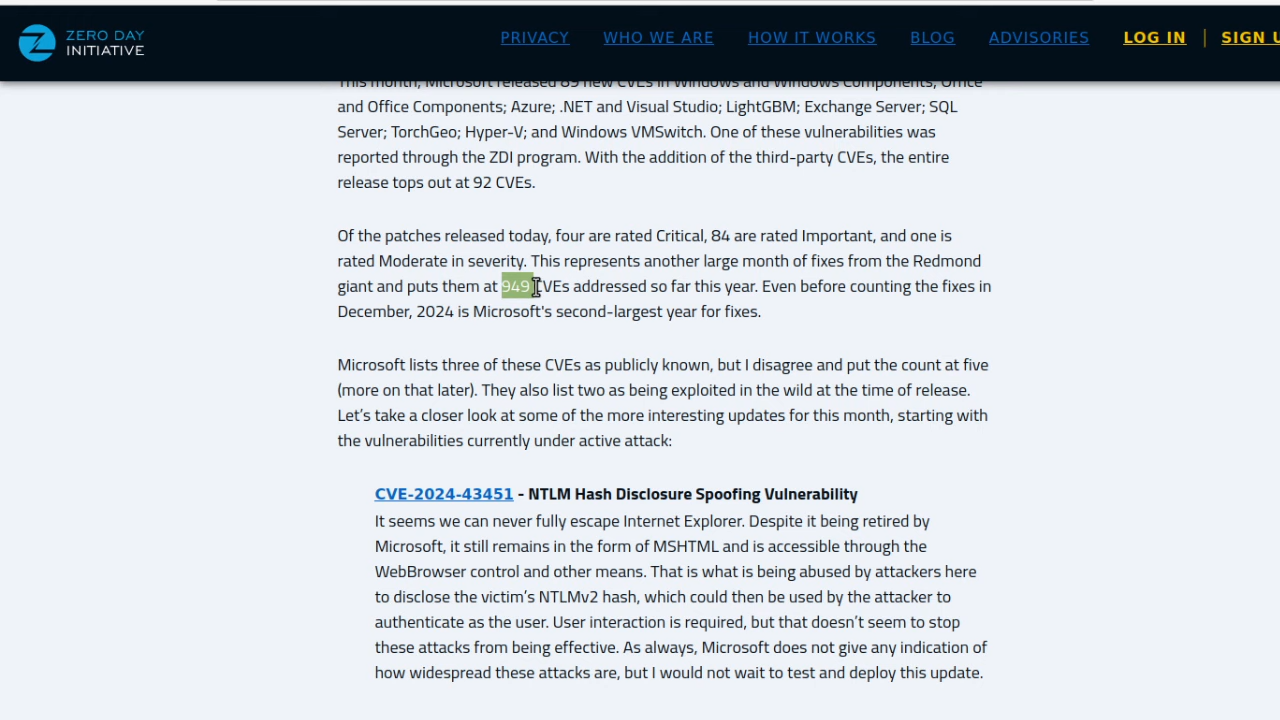 ZERO DAY
INITIATIVE
PRIVACY WHO WE ARE HOW IT WORKS BLOG ADVISORIES LOG IN | SIGN U
This month, Microsoft released 89 new CVEs in Windows and Windows Components; Office
and Office Components; Azure; .NET and Visual Studio; LightGBM; Exchange Server; SQL
Server; TorchGeo; Hyper-V; and Windows VMSwitch. One of these vulnerabilities was
reported through the ZDI program. With the addition of the third-party CVEs, the entire
release tops out at 92 CVEs.
Of the patches released today, four are rated Critical, 84 are rated Important, and one is
rated Moderate in severity. This represents another large month of fixes from the Redmond
giant and puts them at 949 CVEs addressed so far this year. Even before counting the fixes in
December, 2024 is Microsoft's second-largest year for fixes.
Microsoft lists three of these CVEs as publicly known, but I disagree and put the count at five
(more on that later). They also list two as being exploited in the wild at the time of release.
Let’s take a closer look at some of the more interesting updates for this month, starting with
the vulnerabilities currently under active attack:
CVE-2024-43451 - NTLM Hash Disclosure Spoofing Vulnerability
It seems we can never fully escape Internet Explorer. Despite it being retired by
Microsoft, it still remains in the form of MSHTML and is accessible through the
WebBrowser control and other means. That is what is being abused by attackers here
to disclose the victim’s NTLMv2 hash, which could then be used by the attacker to
authenticate as the user. User interaction is required, but that doesn’t seem to stop
these attacks from being effective. As always, Microsoft does not give any indication of
how widespread these attacks are, but I would not wait to test and deploy this update.